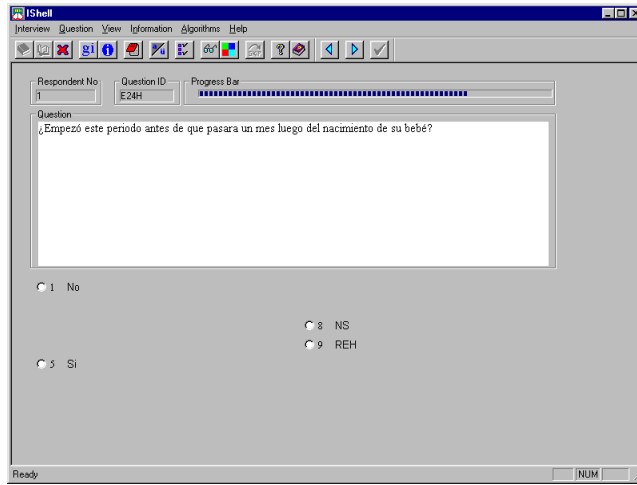 IShell
Interview Question View Information Algorithms Help
gi
Respondent No
1
Question ID
E24H
Progress Bar
Question
¿Empezó este periodo antes de que pasara un mes luego del nacimiento de su bebé?
1 No
8 NS
9 REH
5 Si
Ready
NUM